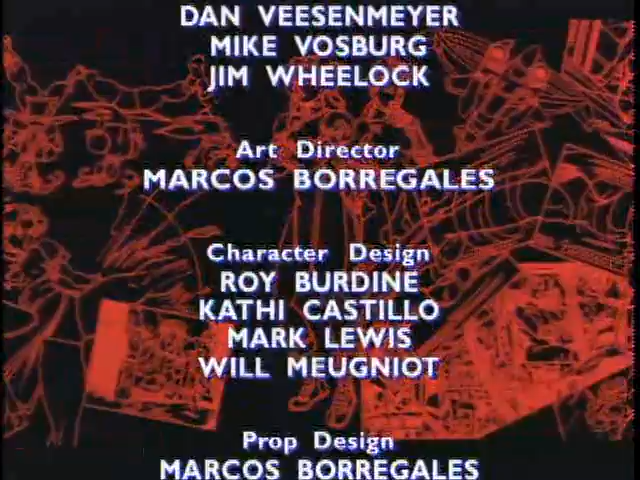 DAN VEESENMEYER
MIKE VOSBURG
JIM WHEELOCK
Art Director
MARCOS BORREGALES
Character Design
ROY BURDINE
KATHI CASTILLO
MARK LEWIS
WILL MEUGNIOT
Prop Design
MARCOS BORREGALES